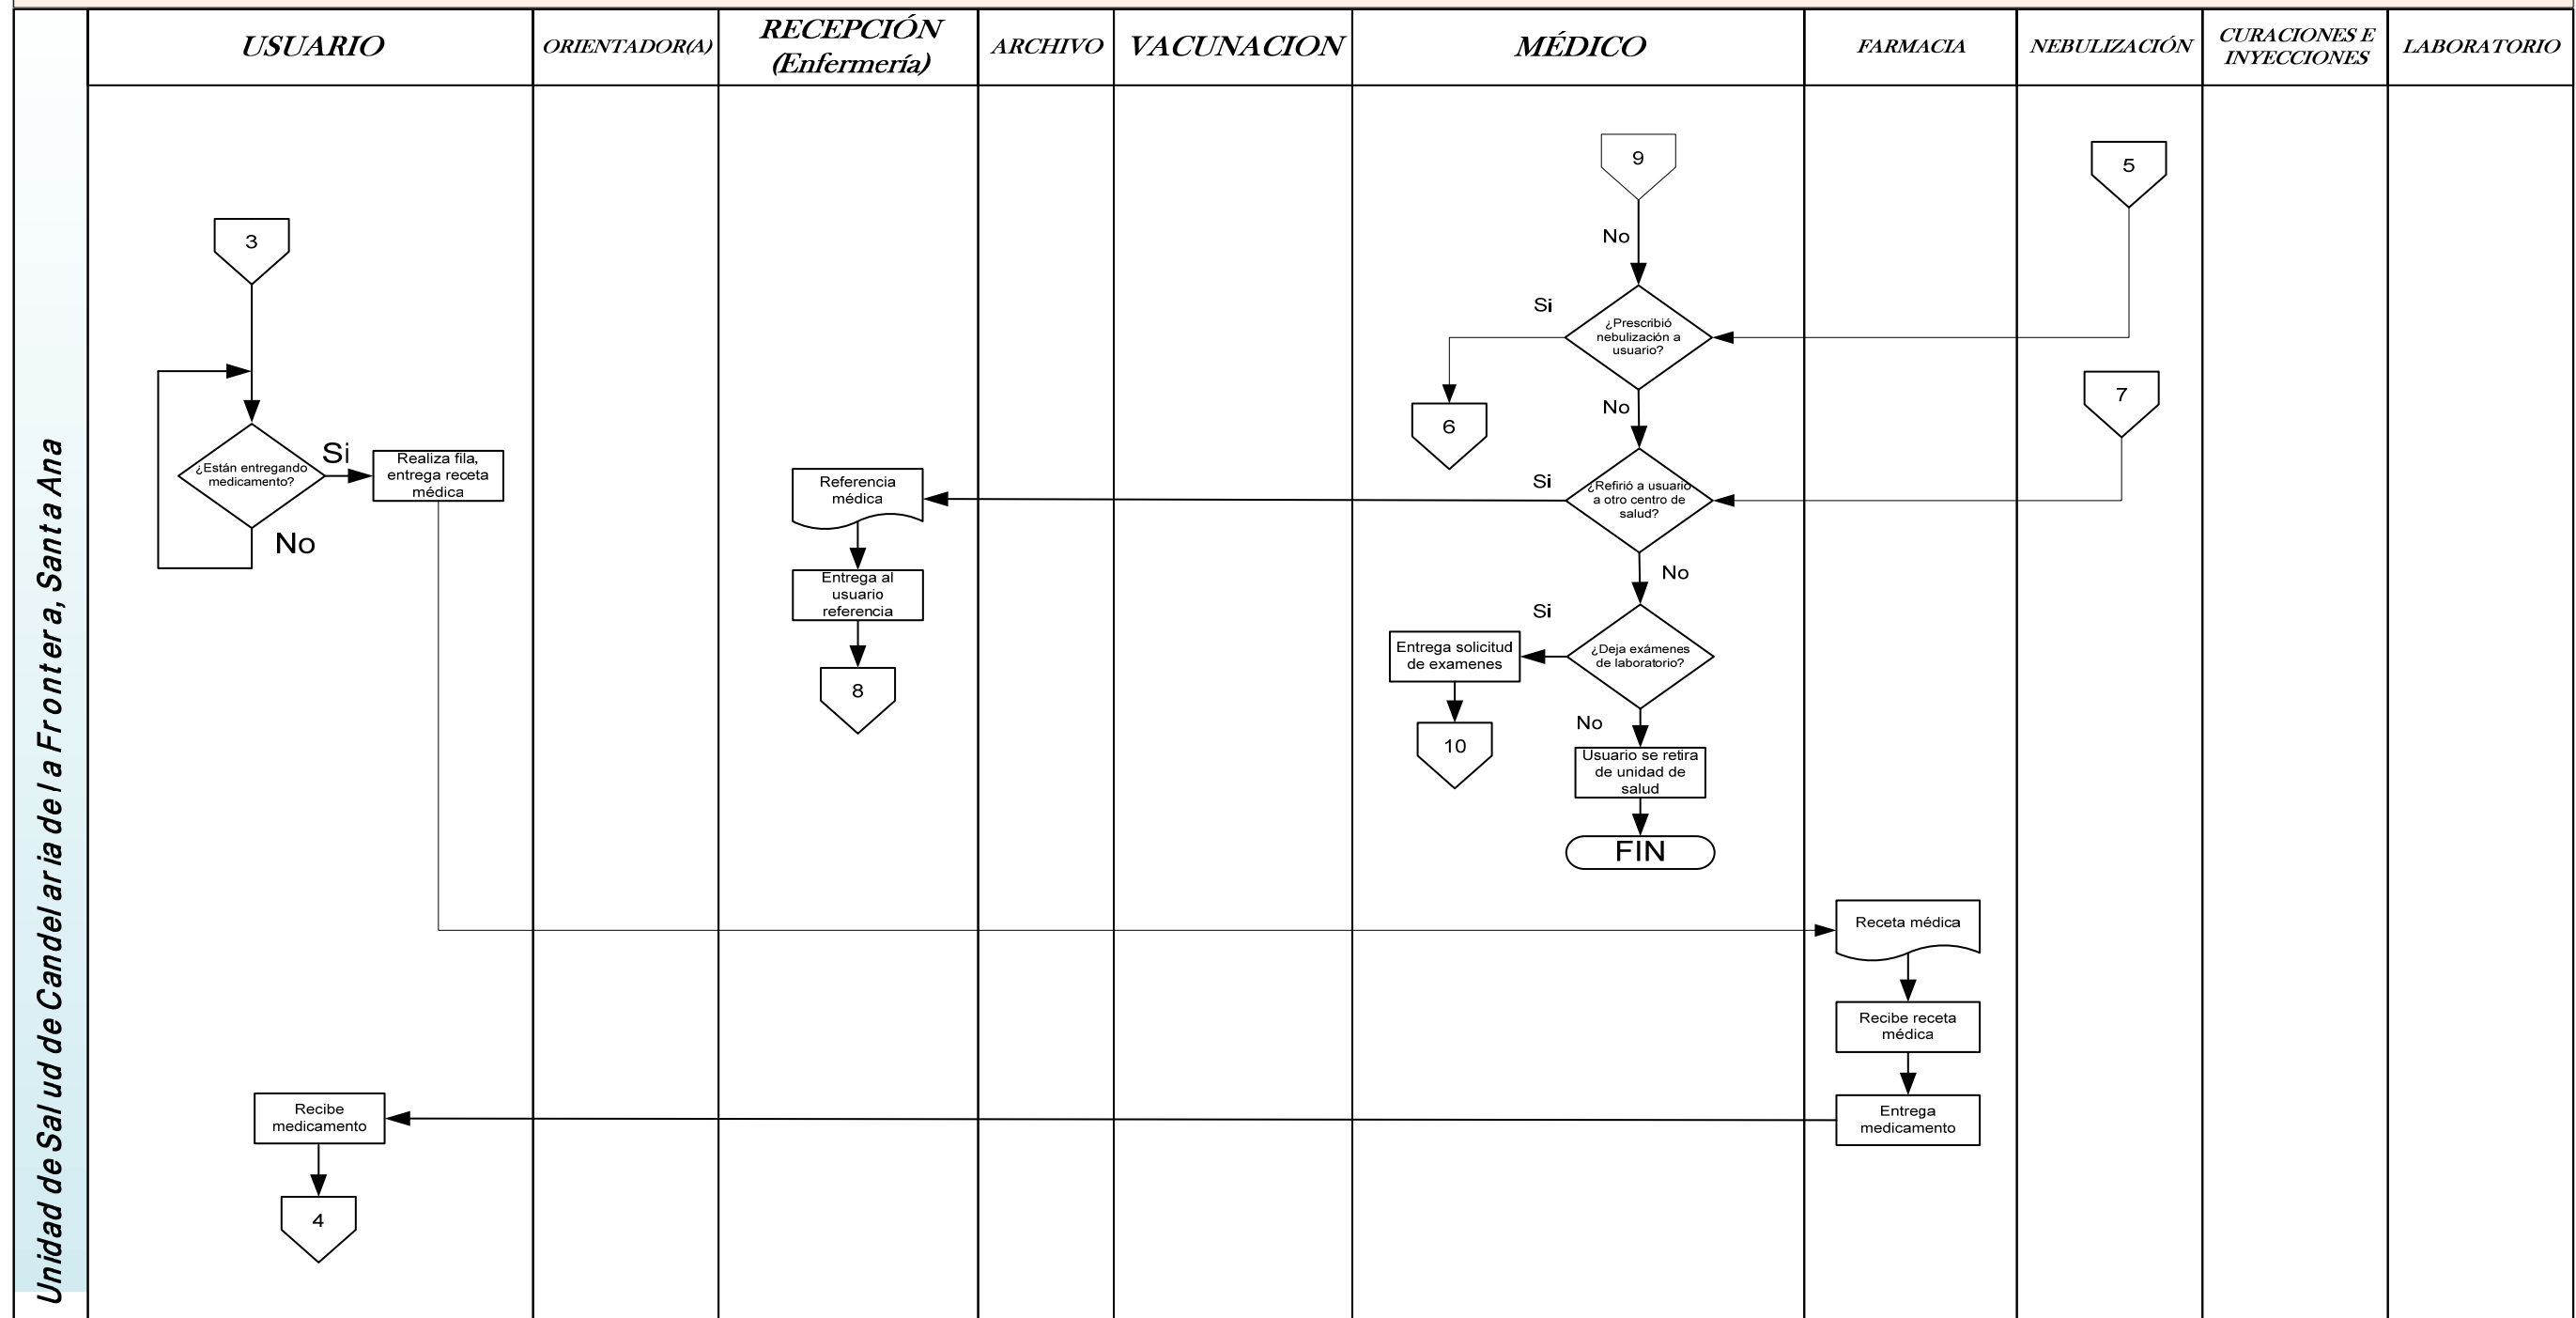 USUARIO
ORIENTADOR(A)
RECEPCIÓN
(Enfermería)
ARCHIVO
VACUNACION
MÉDICO
FARMACIA
NEBULIZACIÓN
CURACIONES E
INYECCIONES
LABORATORIO
Unidad de Salud de Candelaria de la Frontera, Santa Ana
9
5
No
3
Si
¿Prescribió
nebulización a
usuario?
7
6
No
¿Están entregando
medicamento?
Si
Realiza fila,
entrega receta
médica
No
Referencia
médica
Si
¿Refirió a usuario
a otro centro de
salud?
Entrega al
usuario
referencia
8
No
Si
¿Deja exámenes
de laboratorio?
Entrega solicitud
de examenes
10
No
Usuario se retira
de unidad de
salud
FIN
Receta médica
Recibe receta
médica
Entrega
medicamento
Recibe
medicamento
4